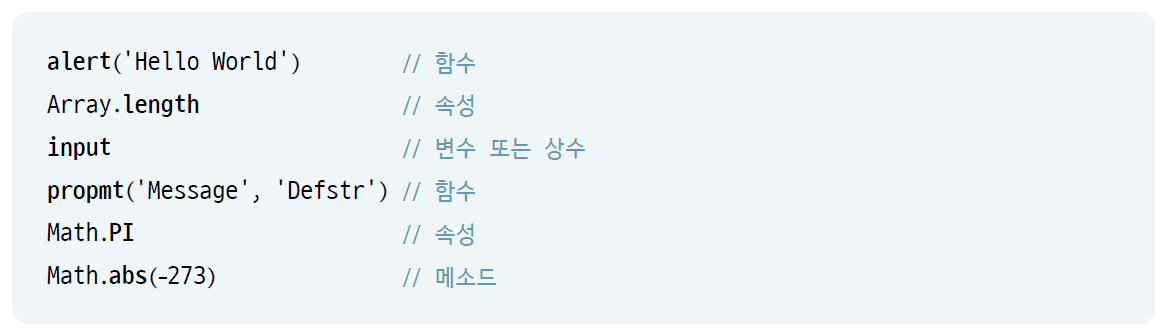 alert('Hello World') // 함수
Array.length // 속성
input // 변수 또는 상수
propmt('Message', 'Defstr') // 함수
Math.PI // 속성
Math.abs(-273) // 메소드